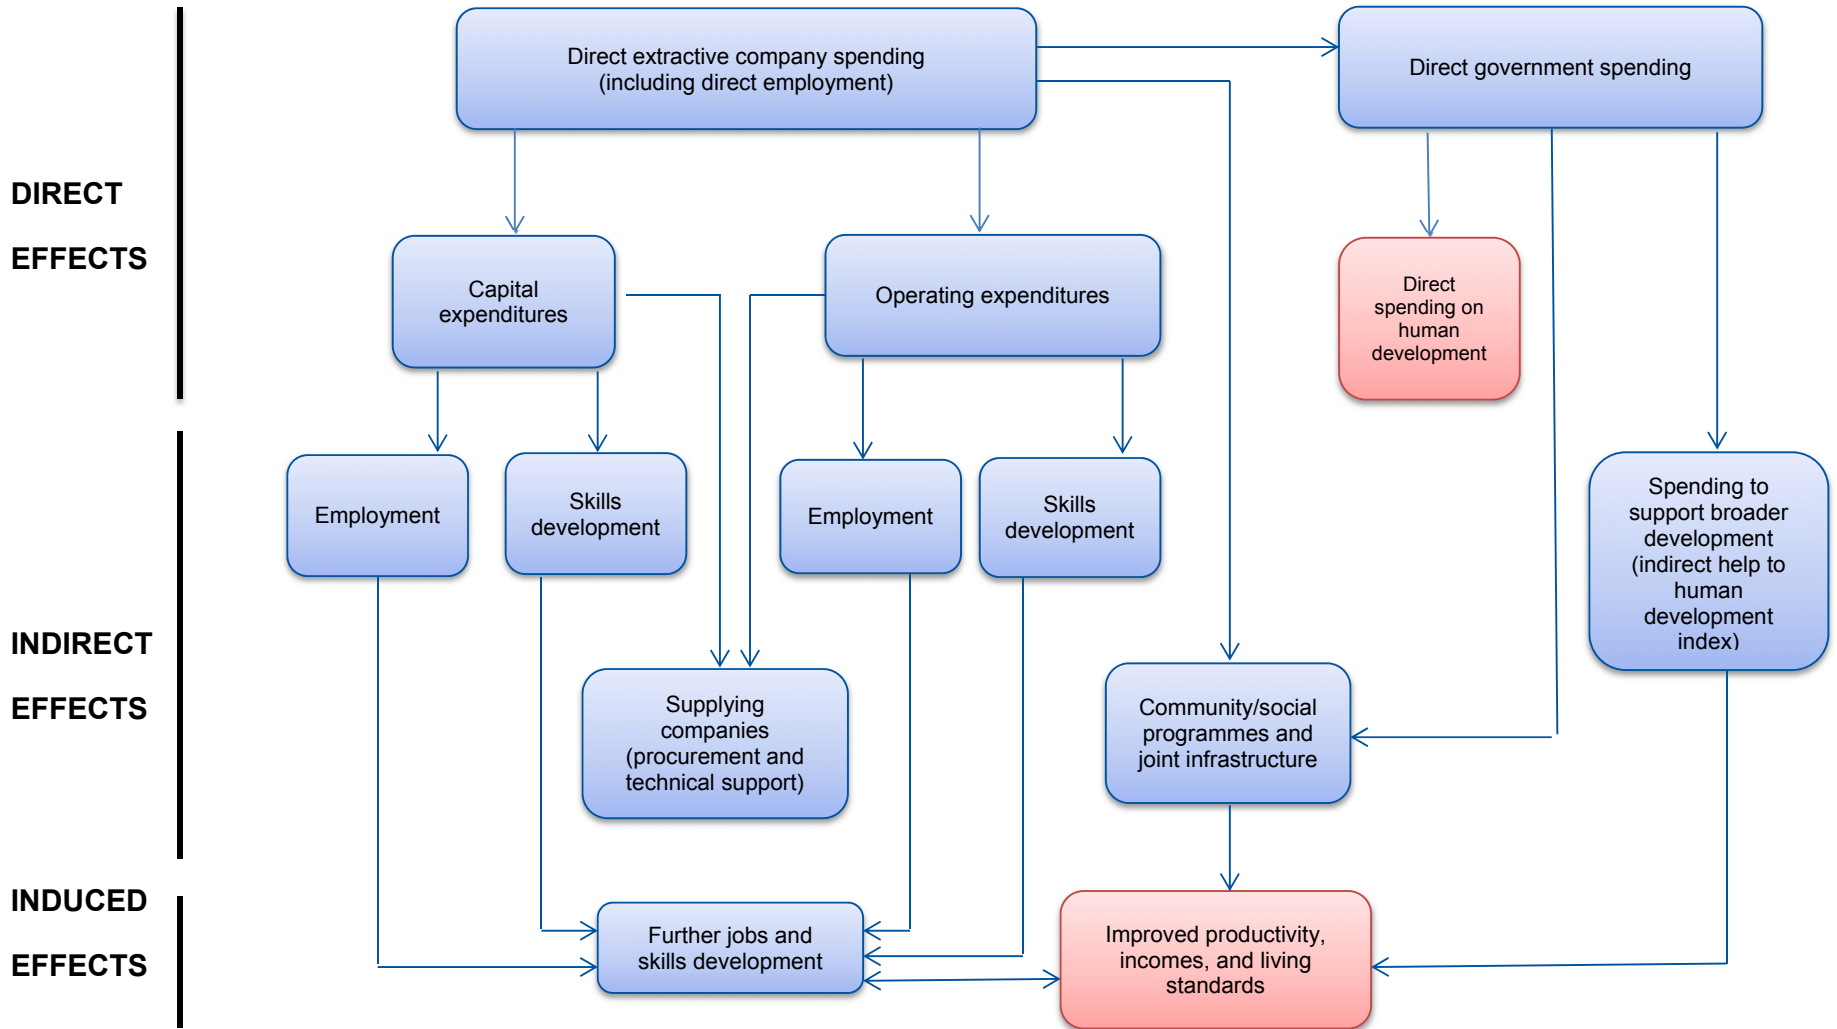 Direct extractive company spending
(including direct employment)
Direct government spending
DIRECT
EFFECTS
Capital
expenditures
Operating expenditures
Direct
spending on
human
development
Employment
Skills
development
Employment
Skills
development
Spending to
support broader
development
(indirect help to
human
development
index)
INDIRECT
EFFECTS
Supplying
companies
(procurement and
technical support)
Community/social
programmes and
joint infrastructure
INDUCED
EFFECTS
Further jobs and
skills development
Improved productivity,
incomes, and living
standards